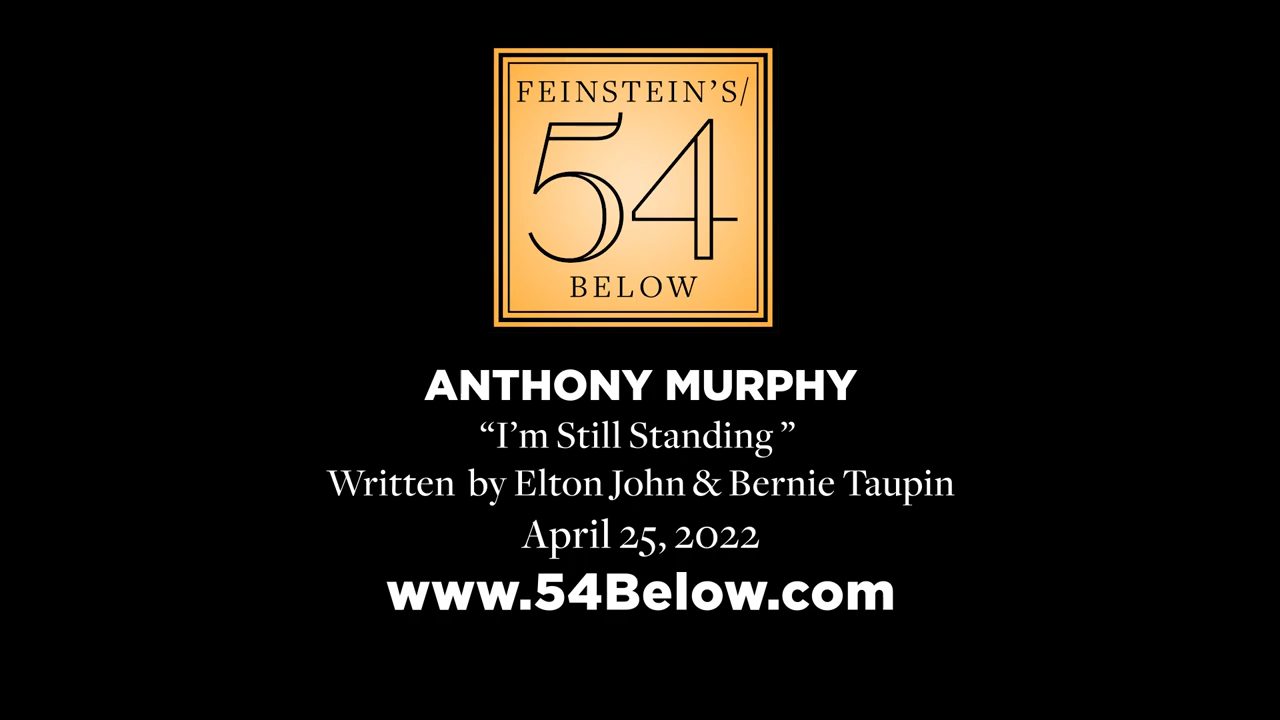 FEINSTEIN'S/
54
BELOW
ANTHONY MURPHY
“I’m Still Standing ”
Written by Elton John & Bernie Taupin
April 25, 2022
www.54Below.com